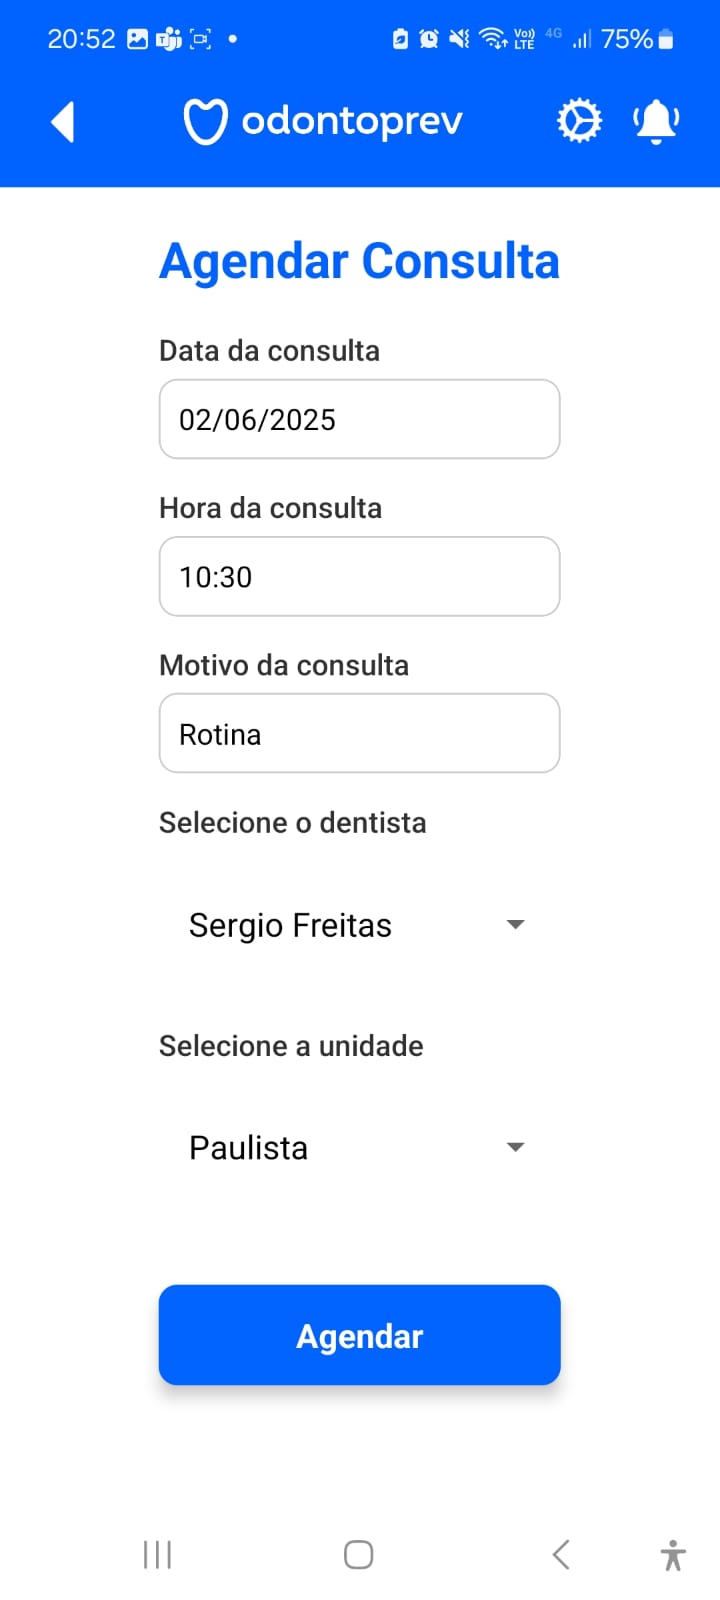 20:52
Vo)) LTE 4G 75%
odontoprev
Agendar Consulta
Data da consulta
02/06/2025
Hora da consulta
10:30
Motivo da consulta
Rotina
Selecione o dentista
Sergio Freitas
Selecione a unidade
Paulista
Agendar